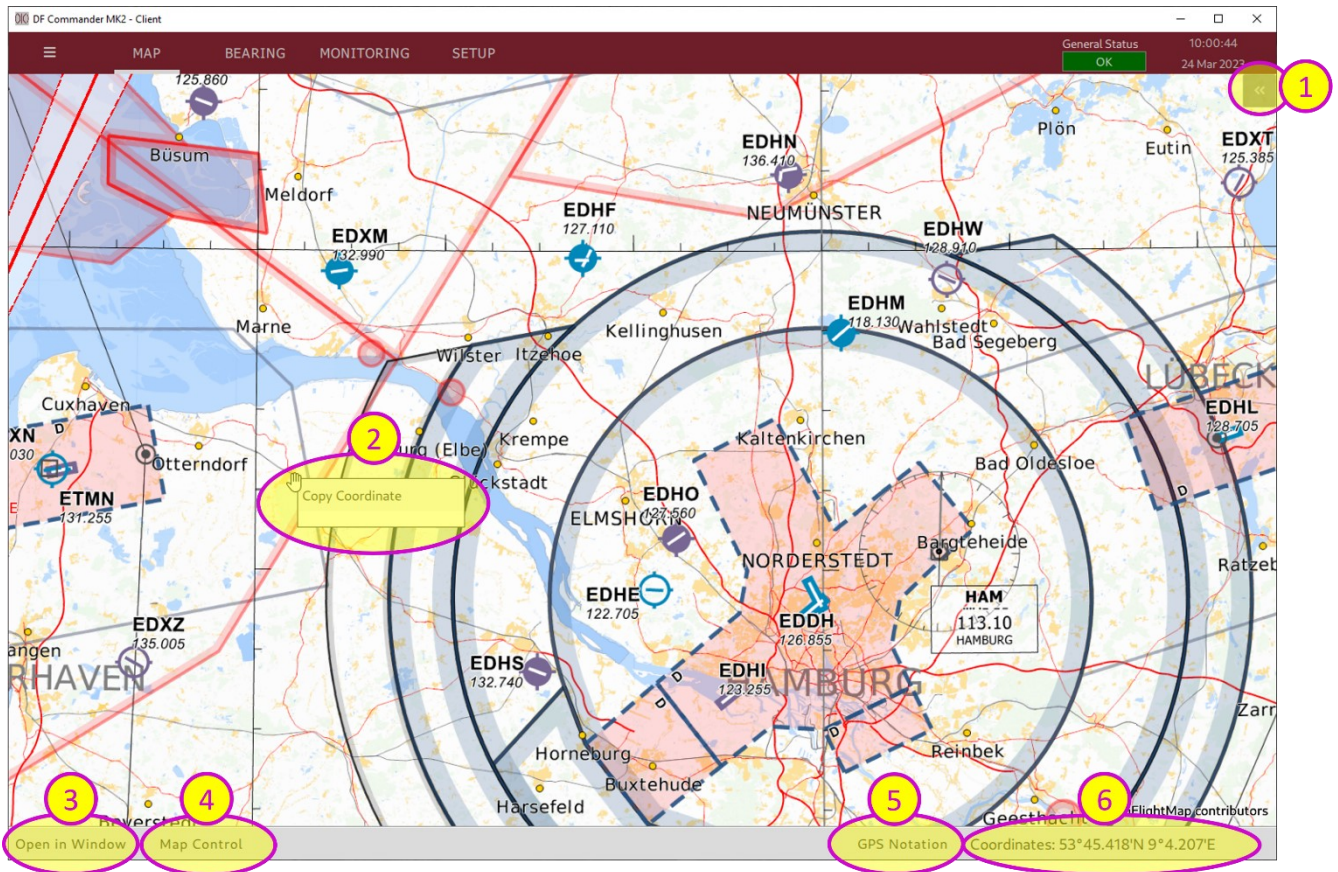 DF Commander MK2 - Client
MAP
BEARING
MONITORING
SETUP
General Status
OK
10:00:44
24 Mar 2023
1
«
125.860
Büsum
Meldorf
EDHN
136.410
Plön
Eutin
EDXT
125.385
NEUMÜNSTER
EDHF
127.110
EDXM
132.990
EDHW
128.910
EDHM
118.130
Wahlstedt
Bad Segeberg
Marne
Kellinghusen
Wilster
Itzehoe
LÜBECK
EDHL
128.705
Cuxhaven
D
XN
030
Otterndorf
ETMN
131.255
E
2
burg (Elbe)
Krempe
Glückstadt
Copy Coordinate
Kaltenkirchen
Bad Oldesloe
D
EDHO
127.560
ELMSHORN
Bargteheide
NORDERSTEDT
Ratzeb
EDHE
122.705
HAM
113.10
HAMBURG
EDDH
126.855
EDXZ
135.005
angen
RHAVEN
EDHS
132.740
EDHI
123.255
HAMBURG
D
D
D
Zarr
Horneburg
Reinbek
Buxtehude
Harsefeld
3
4
5
6
Beverstedt
Geesthacht
FlightMap contributors
Open in Window
Map Control
GPS Notation
Coordinates: 53°45.418'N 9°4.207'E